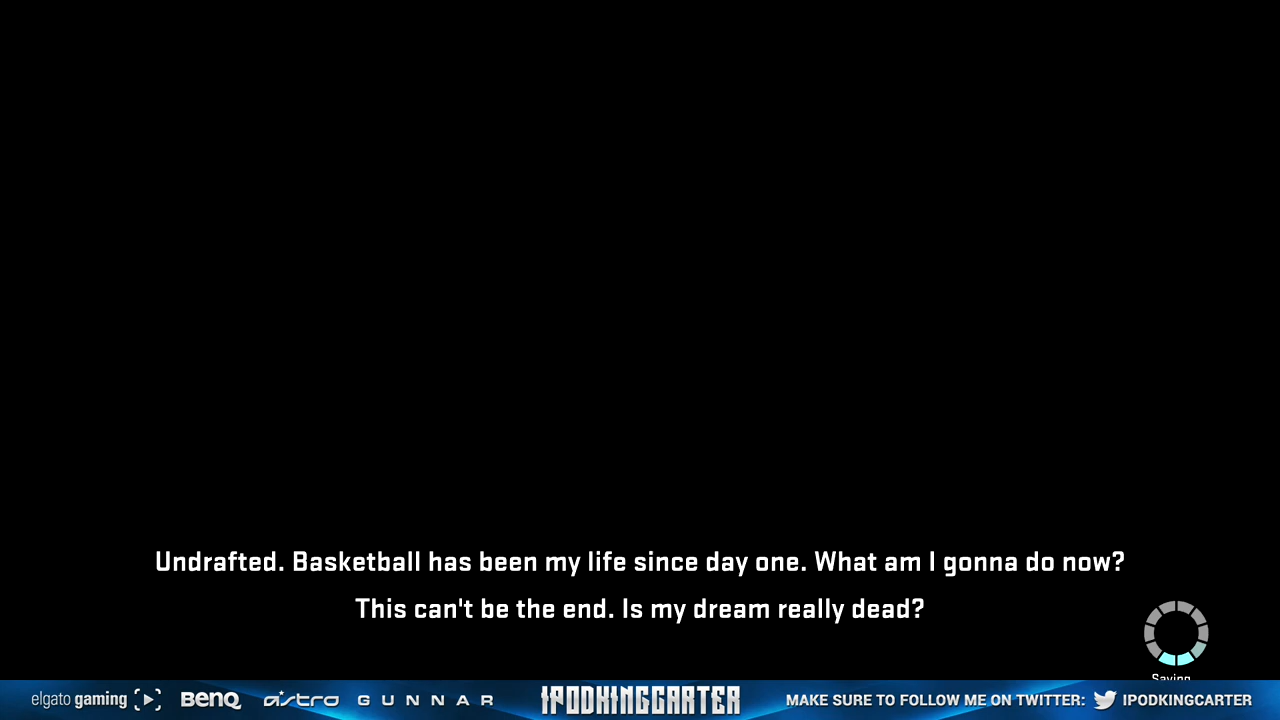 Undrafted. Basketball has been my life since day one. What am I gonna do now?
This can't be the end. Is my dream really dead?
Saving
elgato gaming BenQ astro GUNNAR IPODKINGCARTER MAKE SURE TO FOLLOW ME ON TWITTER: IPODKINGCARTER